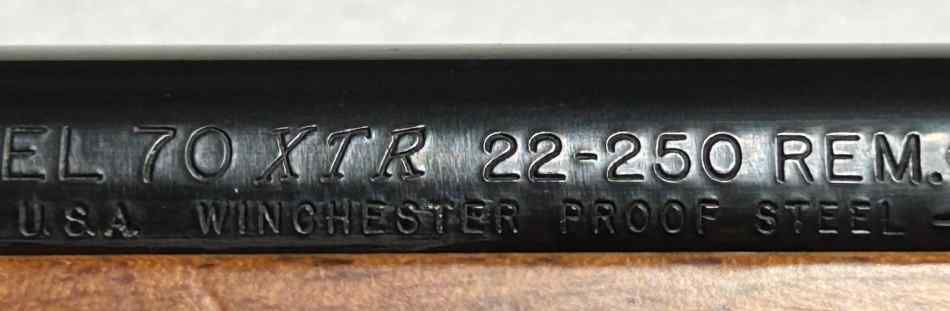 EL 70 XTR 22-250 REM.
U.S.A. WINCHESTER PROOF STEEL -